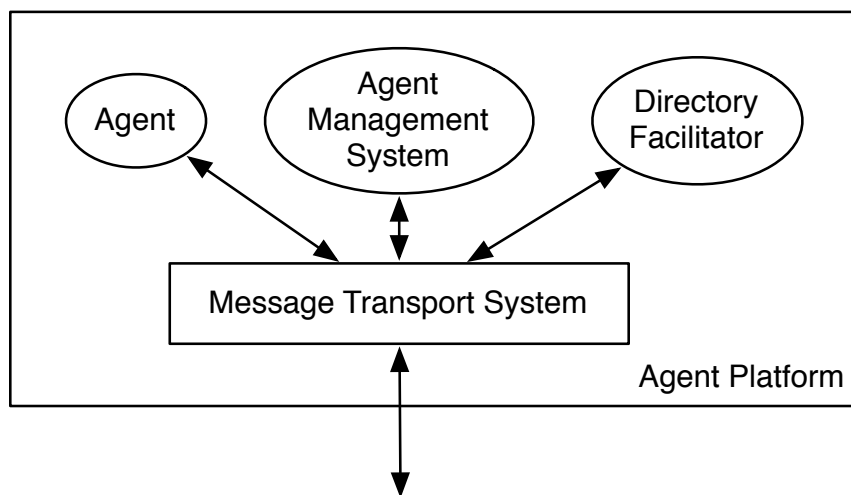 Agent
Agent
Management
System
Directory
Facilitator
Message Transport System
Agent Platform